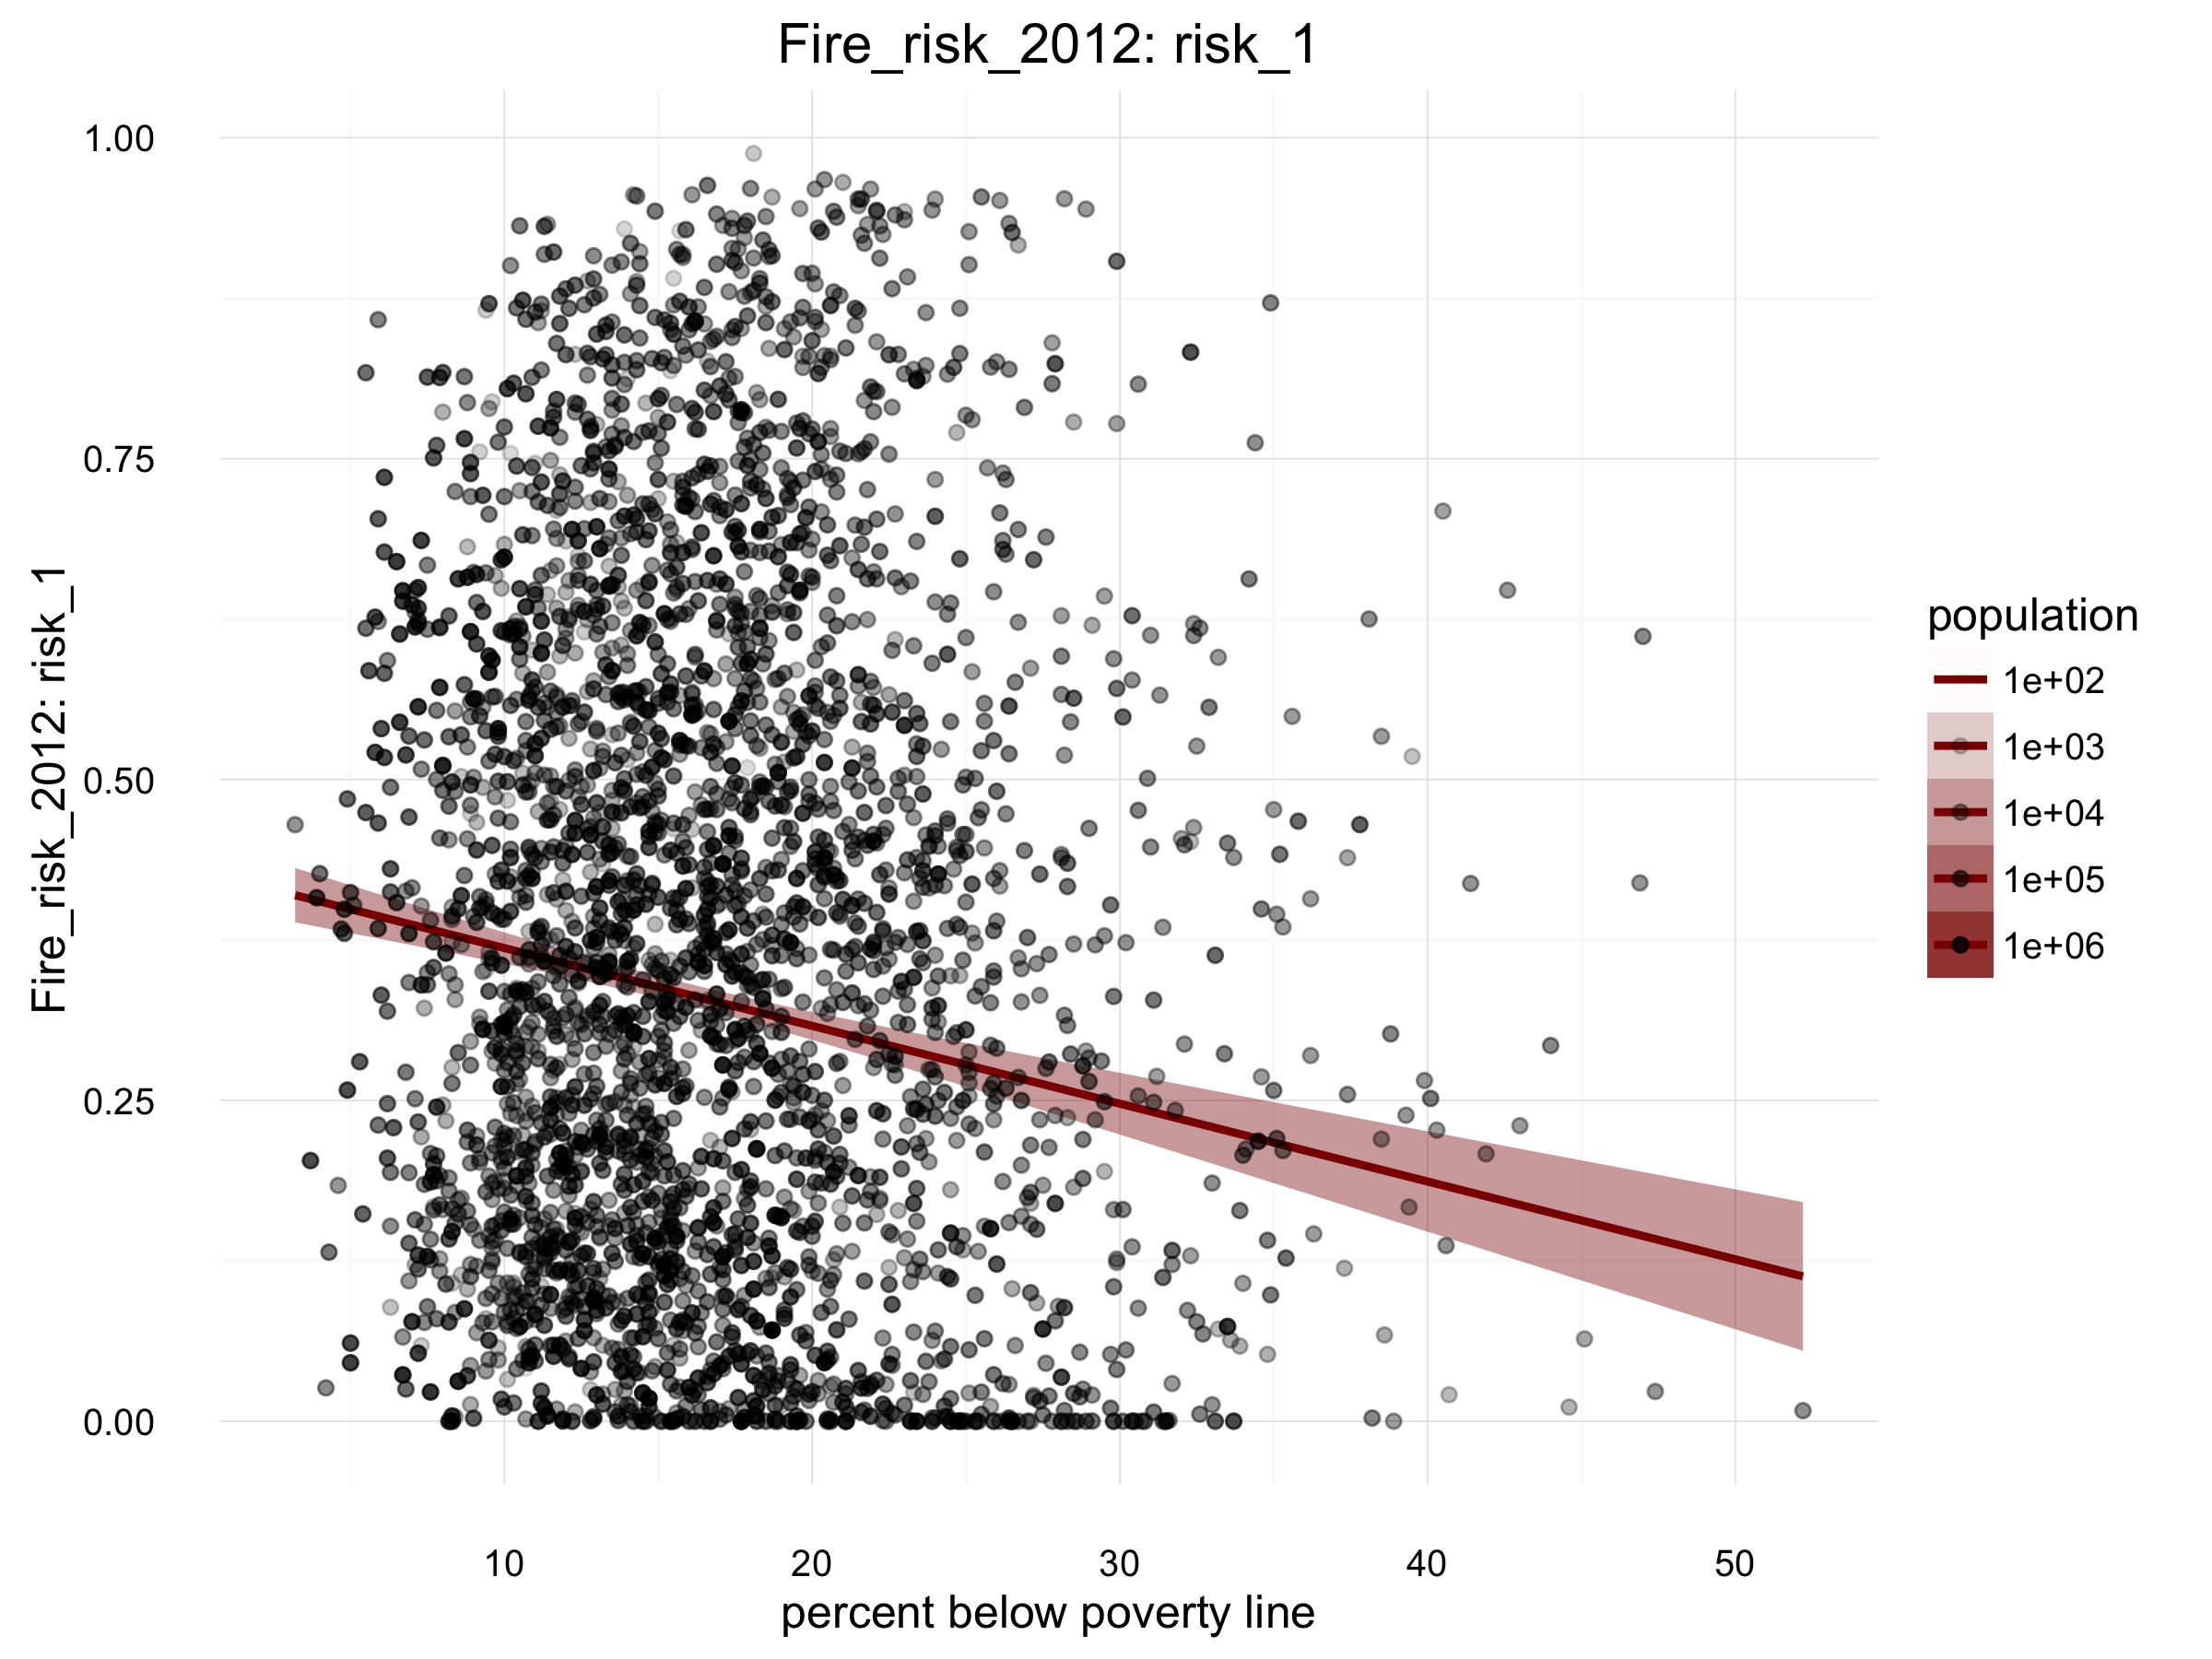 Fire_risk_2012: risk_1
1.00
0.75
0.50
0.25
0.00
Fire_risk_2012: risk_1
10 20 30 40 50
percent below poverty line
population
1e+02
1e+03
1e+04
1e+05
1e+06